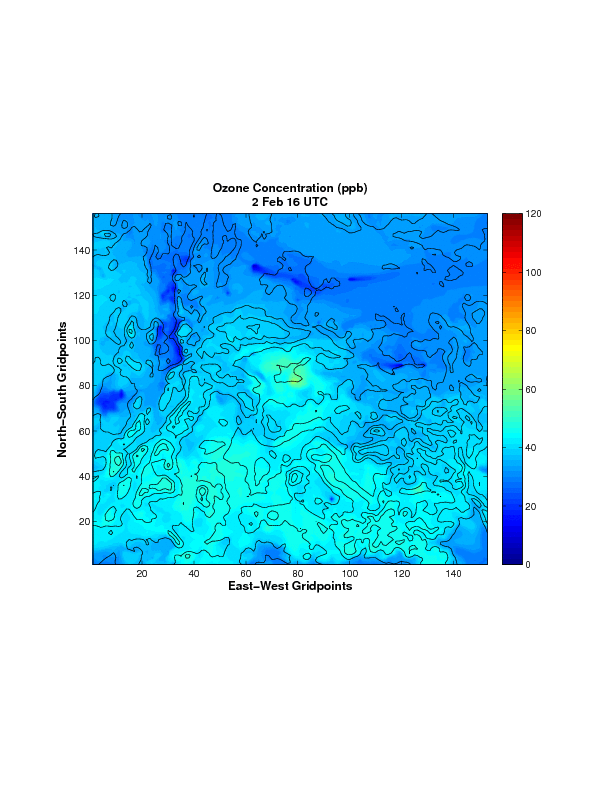 Ozone Concentration (ppb)
2 Feb 16 UTC
North-South Gridpoints
140
120
100
80
60
40
20
20 40 60 80 100 120 140
East-West Gridpoints
120
100
80
60
40
20
0